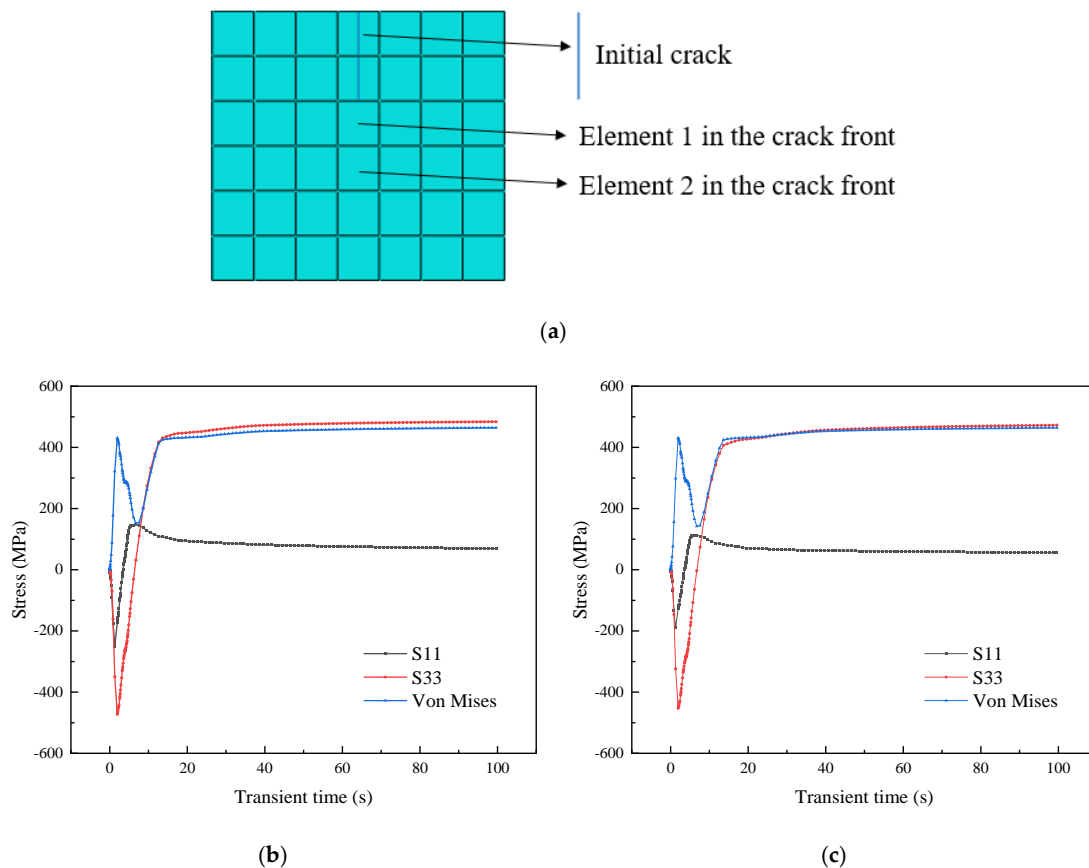 Initial crack
Element 1 in the crack front
Element 2 in the crack front
(a)
600
400
200
0
-200
-400
-600
Stress (MPa)
S11
S33
Von Mises
0
20
40
60
80
100
Transient time (s)
(b)
600
400
200
0
-200
-400
-600
Stress (MPa)
S11
S33
Von Mises
0
20
40
60
80
100
Transient time (s)
(c)